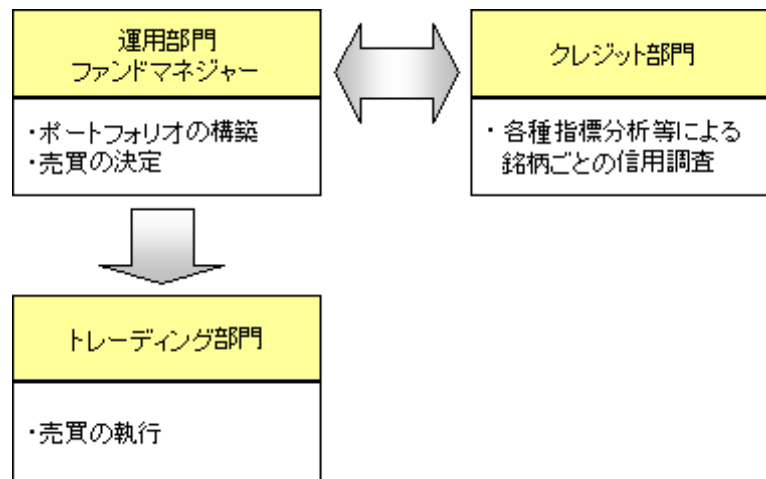 運用部門
ファンドマネジャー
・ポートフォリオの構築
・売買の決定
クレジット部門
・各種指標分析等による
銘柄ごとの信用調査
トレーディング部門
・売買の執行